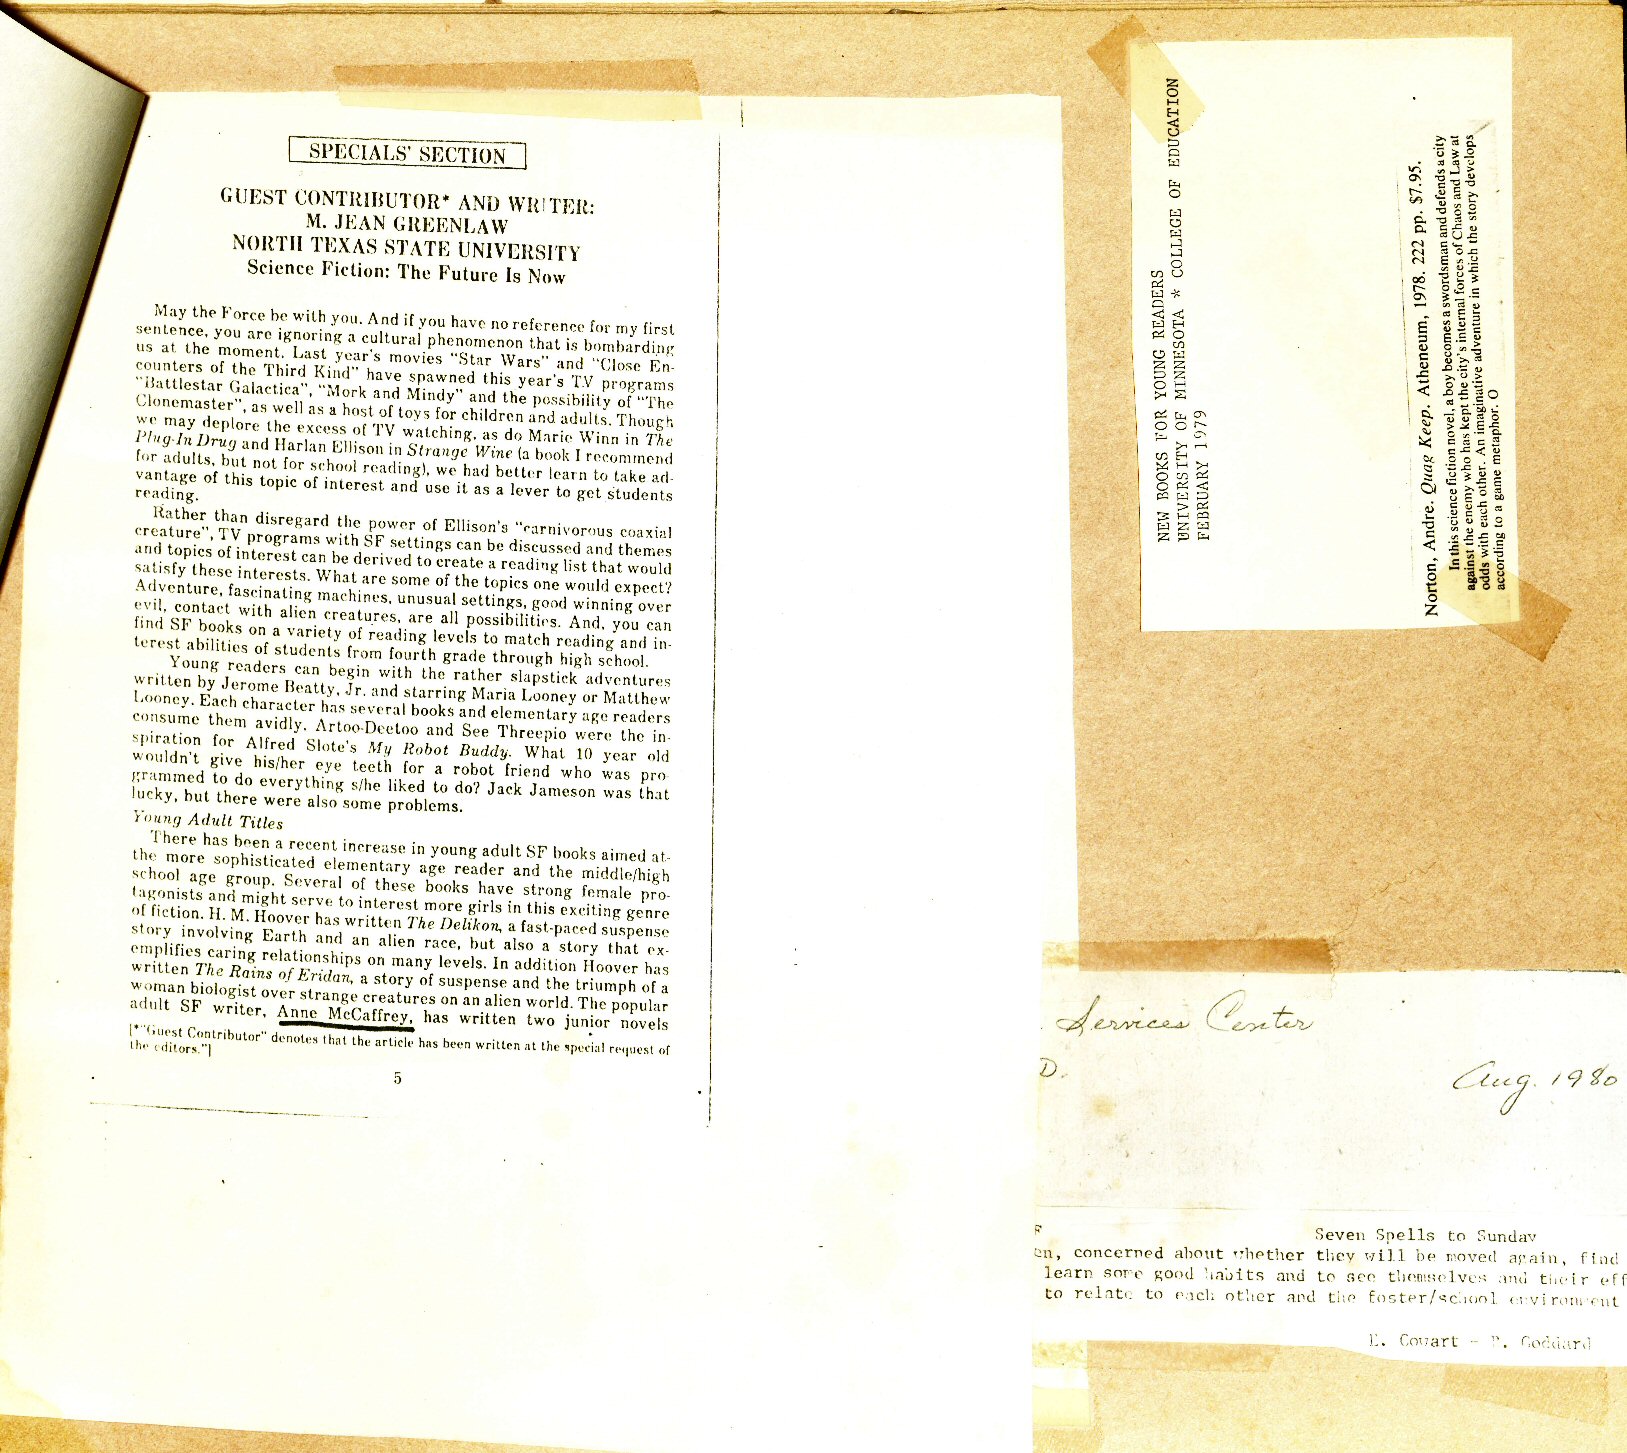 SPECIALS' SECTION
GUEST CONTRIBUTOR* AND WRITER:
M. JEAN GREENLAW
NORTH TEXAS STATE UNIVERSITY
Science Fiction: The Future Is Now
May the Force be with you. And if you have no reference for my first
sentence, you are ignoring a cultural phenomenon that is bombarding
us at the moment. Last year's movies "Star Wars" and "Close En-
counters of the Third Kind" have spawned this year's TV programs
"Battlestar Galactica", "Mork and Mindy" and the possibility of "The
Clonemaster", as well as a host of toys for children and adults. Though
we may deplore the excess of TV watching, as do Marie Winn in The
Plug-In Drug and Harlan Ellison in Strange Wine (a book I recommend
for adults, but not for school reading), we had better learn to take ad-
vantage of this topic of interest and use it as a lever to get students
reading.
Rather than disregard the power of Ellison's "carnivorous coaxial
creature", TV programs with SF settings can be discussed and themes
and topics of interest can be derived to create a reading list that would
satisfy these interests. What are some of the topics one would expect?
Adventure, fascinating machines, unusual settings, good winning over
evil, contact with alien creatures, are all possibilities. And, you can
find SF books on a variety of reading levels to match reading and in-
terest abilities of students from fourth grade through high school.
Young readers can begin with the rather slapstick adventures
written by Jerome Beatty, Jr. and starring Maria Looney or Matthew
Looney. Each character has several books and elementary age readers
consume them avidly. Artoo-Deetoo and See Threepio were the in-
spiration for Alfred Slote's My Robot Buddy. What 10 year old
wouldn't give his/her eye teeth for a robot friend who was pro-
grammed to do everything s/he liked to do? Jack Jameson was that
lucky, but there were also some problems.
Young Adult Titles
There has been a recent increase in young adult SF books aimed at-
the more sophisticated elementary age reader and the middle/high
school age group. Several of these books have strong female pro-
tagonists and might serve to interest more girls in this exciting genre
of fiction. H. M. Hoover has written The Delikon, a fast-paced suspense
story involving Earth and an alien race, but also a story that ex-
emplifies caring relationships on many levels. In addition Hoover has
written The Rains of Eridan, a story of suspense and the triumph of a
woman biologist over strange creatures on an alien world. The popular
adult SF writer, Anne McCaffrey, has written two junior novels
[*"Guest Contributor" denotes that the article has been written at the special request of
the editors."]
5
NEW BOOKS FOR YOUNG READERS
UNIVERSITY OF MINNESOTA * COLLEGE OF EDUCATION
FEBRUARY 1979
Norton, Andre. Quag Keep. Atheneum, 1978. 222 pp. $7.95.
In this science fiction novel, a boy becomes a swordsman and defends a city
against the enemy who has kept the city's internal forces of Chaos and Law at
odds with each other. An imaginative adventure in which the story develops
according to a game metaphor. O
Services Center
D.
Aug. 1980
F
Seven Spells to Sunday
en, concerned about whether they will be moved again, find
learn some good habits and to see themselves and their eff
to relate to each other and the foster/school environment
E. Cowart - P. Goddard